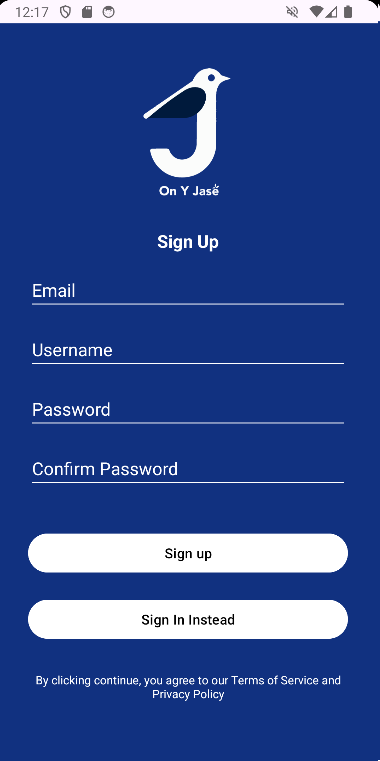 12:17
On Y Jasé
Sign Up
Email
Username
Password
Confirm Password
Sign up
Sign In Instead
By clicking continue, you agree to our Terms of Service and
Privacy Policy